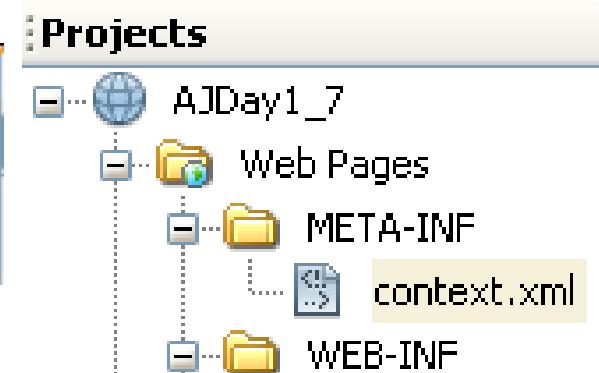 Projects
AJDay1_7
Web Pages
META-INF
context.xml
WEB-INF